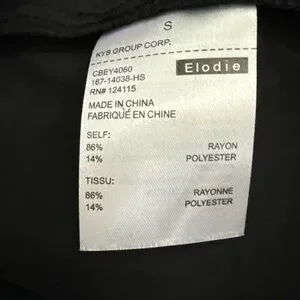 S
KYS GROUP CORP.
CBEY4060
167-14038-HS
RN# 124115
Elodie
MADE IN CHINA
FABRIQUÉ EN CHINE
SELF:
86% RAYON
14% POLYESTER
TISSU:
86% RAYONNE
14% POLYESTER